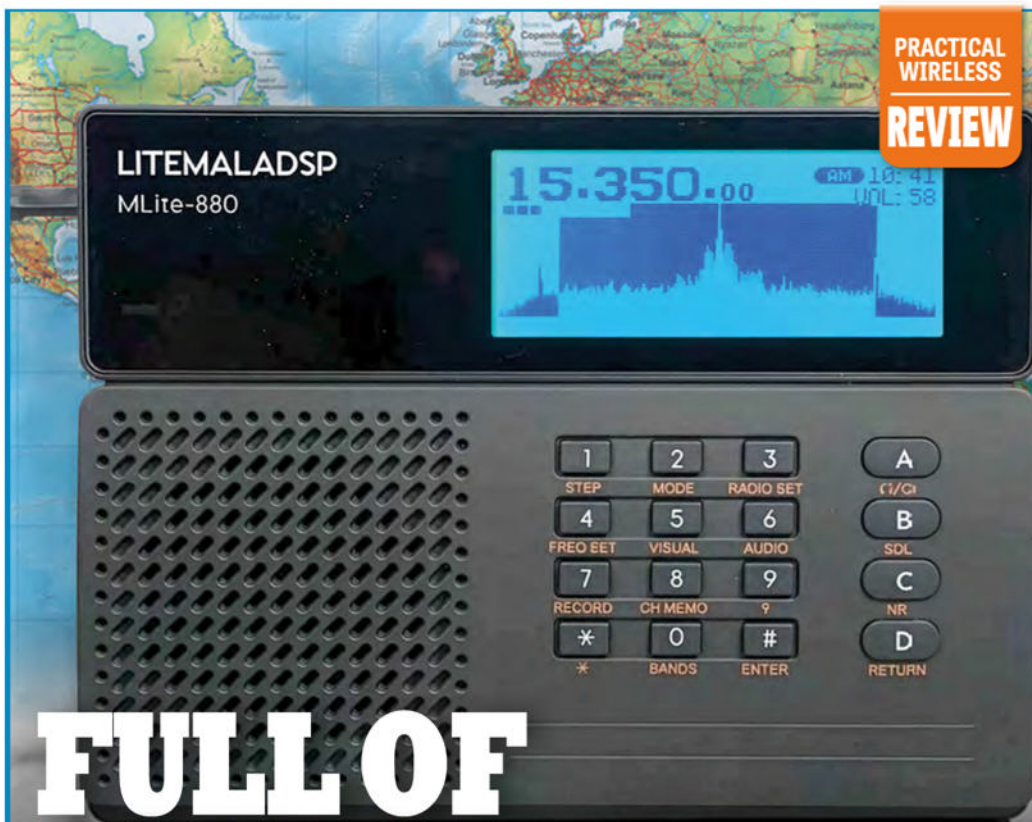 PRACTICAL
WIRELESS
REVIEW
Copenhagen
LITEMALADSP
MLite-880
15.350.00
AM 10:41
VOL: 58
1 2 3 A
STEP MODE RADIO SET
4 5 6 B
FREO EET VISUAL AUDIO SDL
7 8 9 C
RECORD CH MEMO 9 NR
* 0 # D
* BANDS ENTER RETURN
FULL OF